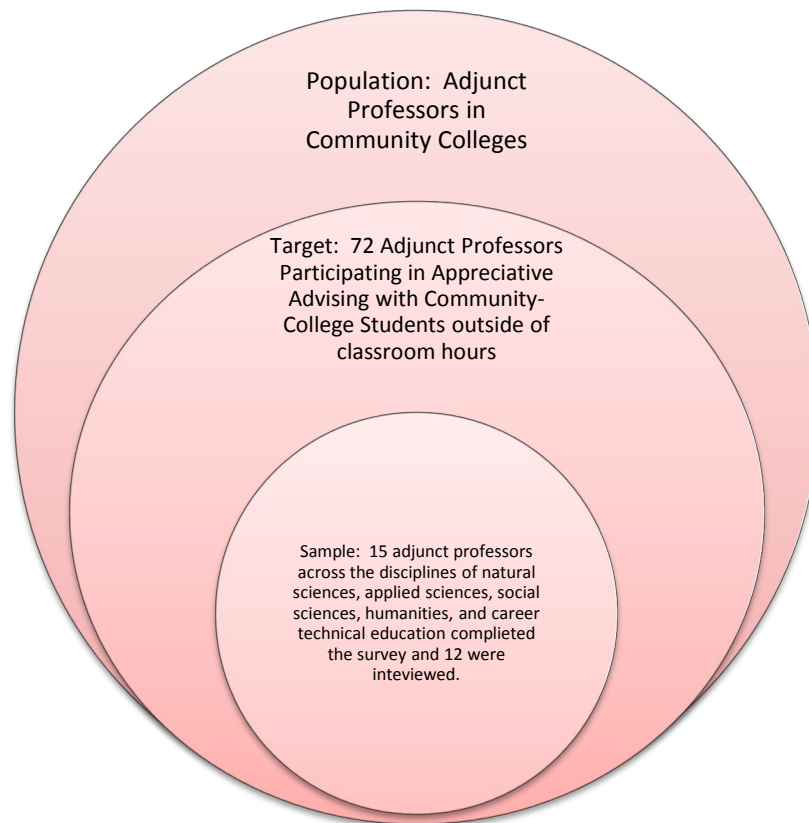 Population: Adjunct
Professors in
Community Colleges
Target: 72 Adjunct Professors
Participating in Appreciative
Advising with Community-
College Students outside of
classroom hours
Sample: 15 adjunct professors
across the disciplines of natural
sciences, applied sciences, social
sciences, humanities, and career
technical education complieted
the survey and 12 were
inteviewed.